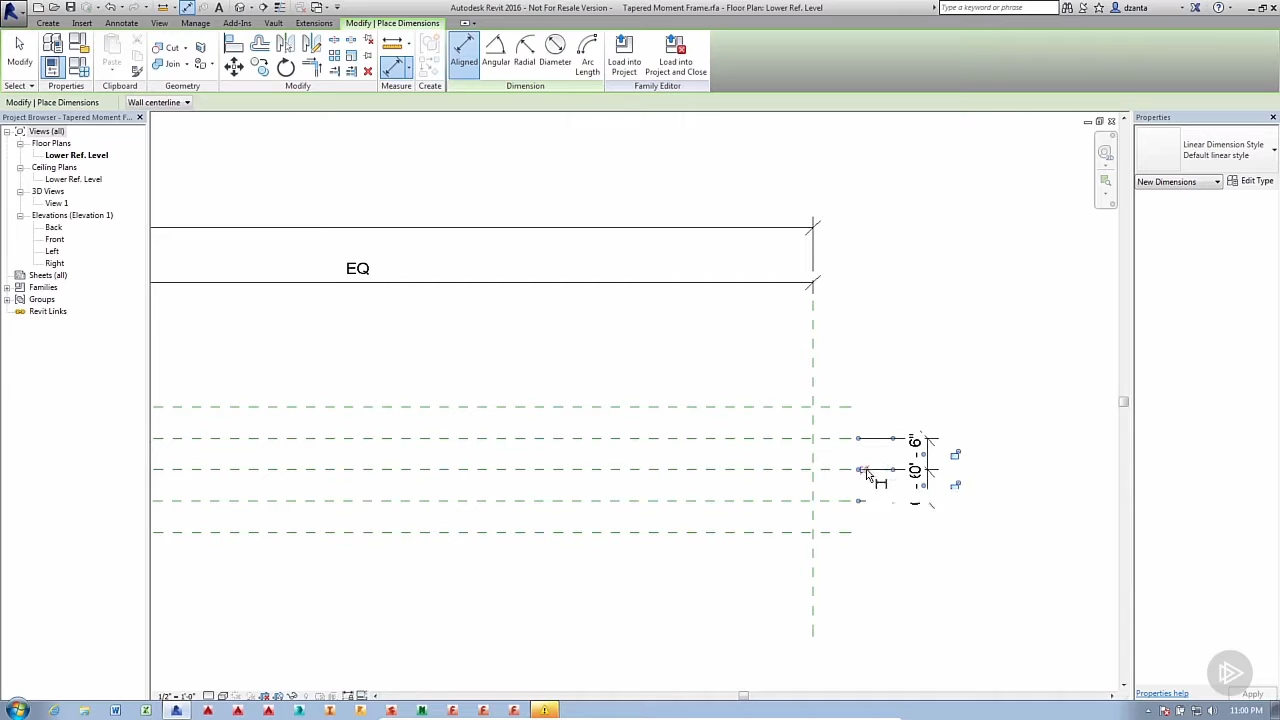 Autodesk Revit 2016 - Not For Resale Version - Tapered Moment Frame.rfa - Floor Plan: Lower Ref. Level
Type a keyword or phrase
dzanta
Create Insert Annotate View Manage Add-Ins Vault Extensions Modify | Place Dimensions
Modify
Paste
Cut
Join
Aligned Angular Radial Diameter Arc Length
Load into Project
Load into Project and Close
Select Properties Clipboard Geometry Modify Measure Create Dimension Family Editor
Modify | Place Dimensions Wall centerline
Project Browser - Tapered Moment F...
Properties
Views (all)
Floor Plans
Lower Ref. Level
Ceiling Plans
Lower Ref. Level
3D Views
View 1
Elevations (Elevation 1)
Back
Front
Left
Right
Sheets (all)
Families
Groups
Revit Links
Linear Dimension Style
Default linear style
New Dimensions Edit Type
EQ
1/2" = 1'-0"
Properties help Apply
11:00 PM